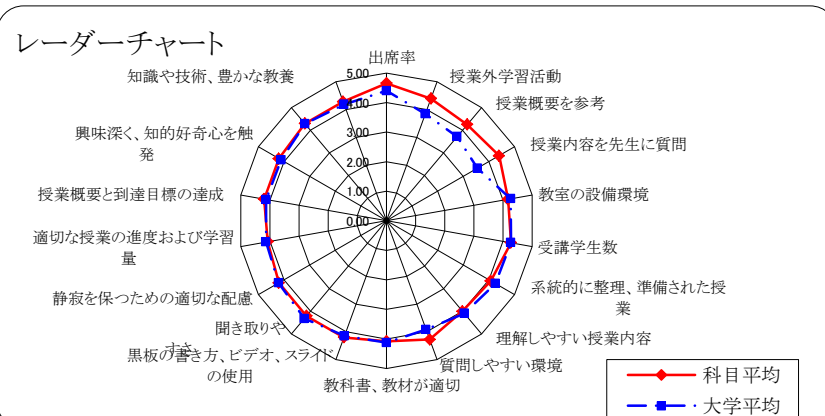 レーダーチャート
出席率
授業外学習活動
授業概要を参考
授業内容を先生に質問
教室の設備環境
受講学生数
系統的に整理、準備された授
業
理解しやすい授業内容
質問しやすい環境
教科書、教材が適切
黒板の書き方、ビデオ、スライド
の使用
聞き取りや
すさ
静寂を保つための適切な配慮
適切な授業の進度および学習
量
授業概要と到達目標の達成
興味深く、知的好奇心を触
発
知識や技術、豊かな教養
5.00
4.00
3.00
2.00
1.00
0.00
科目平均
大学平均